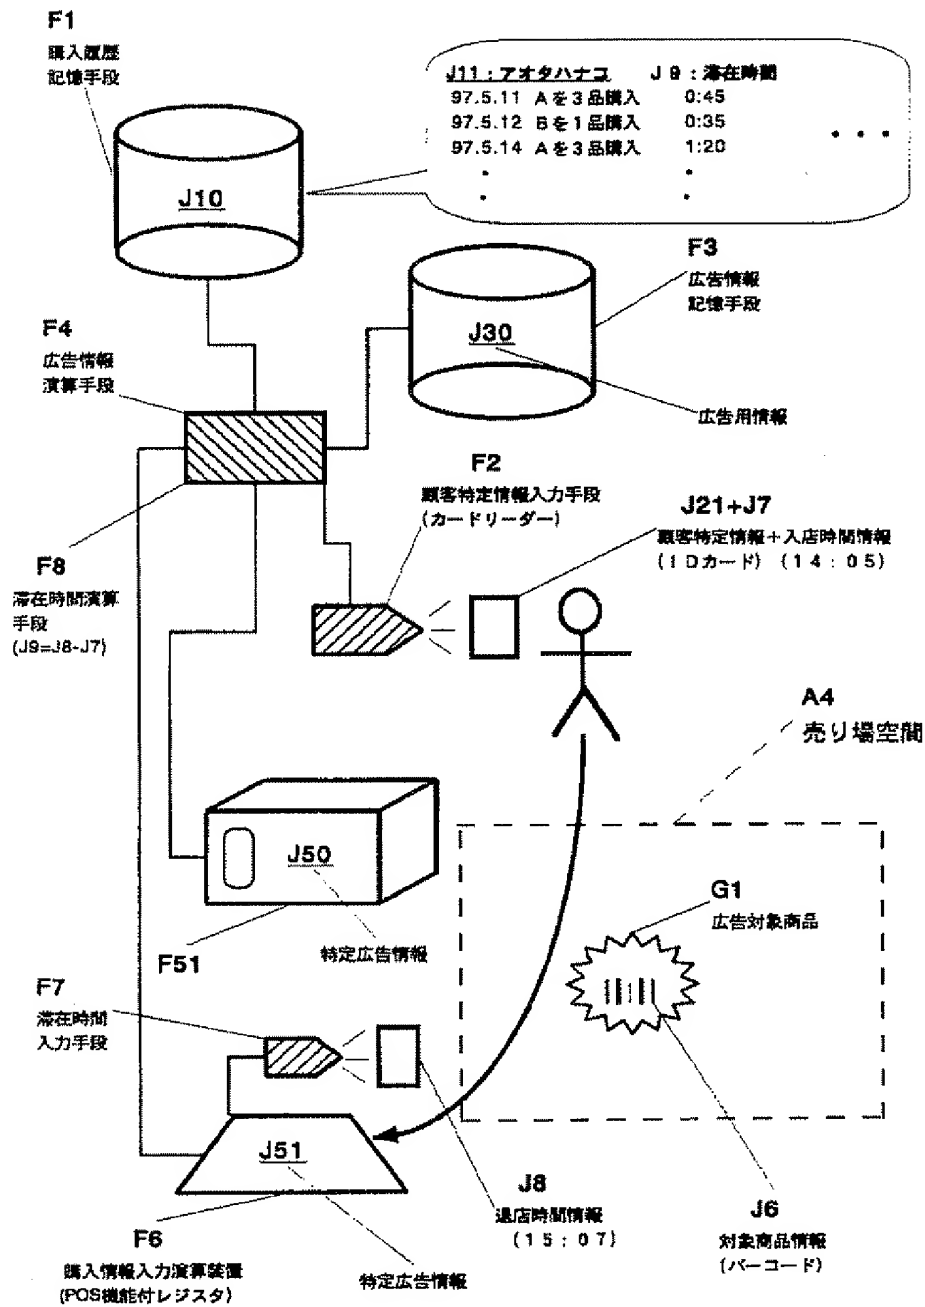 F1
購入履歴
記憶手段
J11：アオタハナコ J9：滞在時間
97.5.11 Aを3品購入 0:45
97.5.12 Bを1品購入 0:35
97.5.14 Aを3品購入 1:20
・・・
J10
F3
広告情報
記憶手段
J30
広告用情報
F4
広告情報
演算手段
F2
顧客特定情報入力手段
(カードリーダー)
J21+J7
顧客特定情報＋入店時間情報
(IDカード) (14：05)
F8
滞在時間演算
手段
(J9=J8-J7)
A4
売り場空間
J50
F51
特定広告情報
G1
広告対象商品
F7
滞在時間
入力手段
J51
J8
退店時間情報
(15：07)
J6
対象商品情報
(バーコード)
F6
購入情報入力演算装置
(POS機能付レジスタ)
特定広告情報